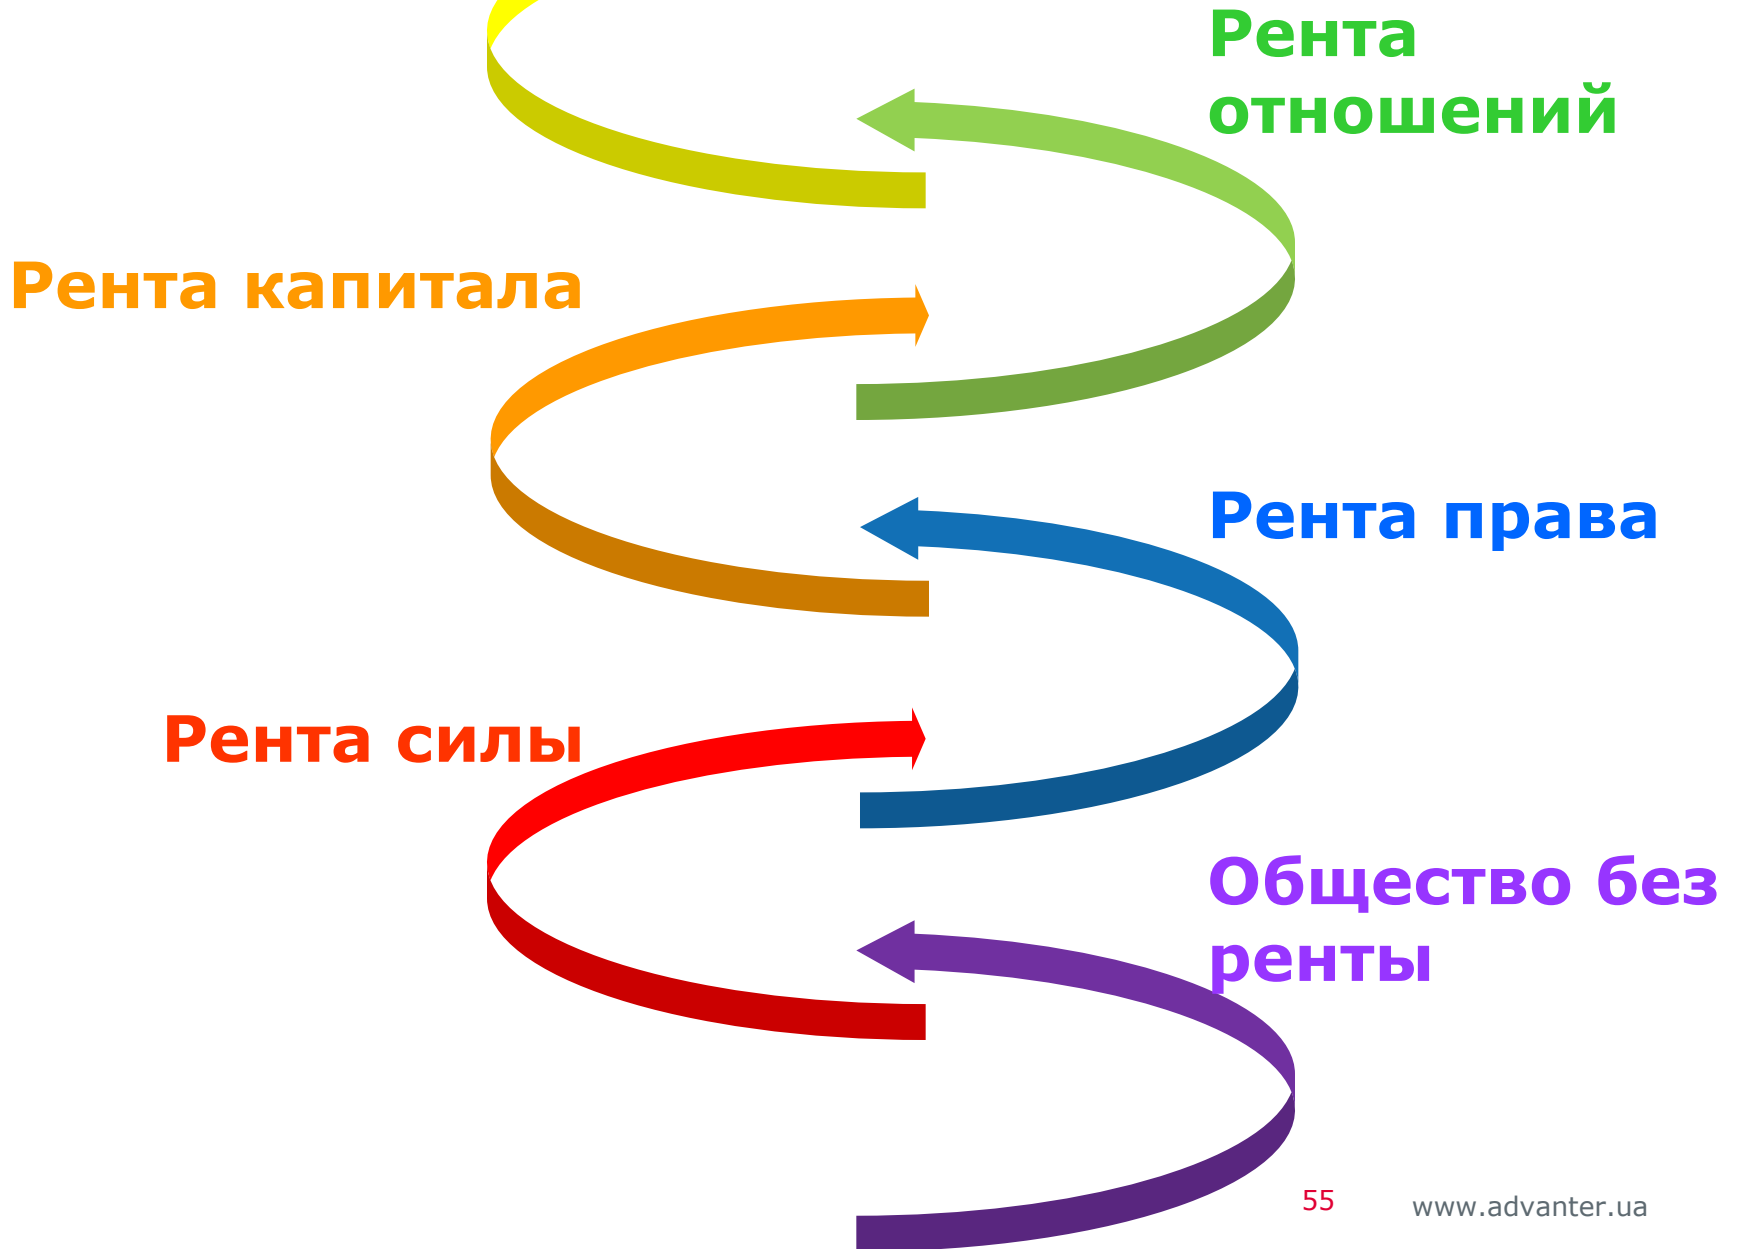 Рента
отношений
Рента капитала
Рента права
Рента силы
Общество без
ренты
55
www.advanter.ua